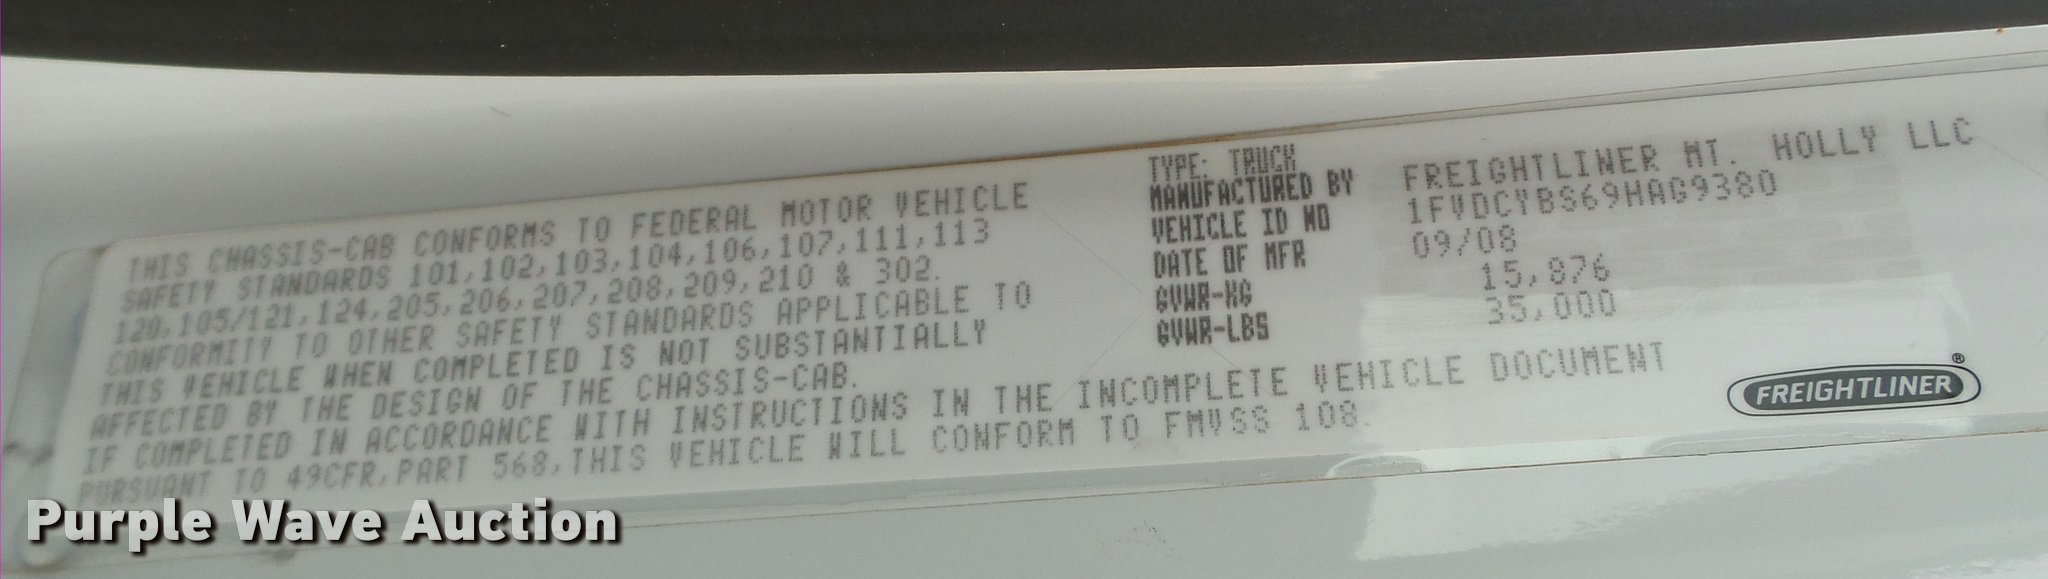 THIS CHASSIS-CAB CONFORMS TO FEDERAL MOTOR VEHICLE
SAFETY STANDARDS 101,102,103,104,106,107,111,113
120,105/121,124,205,206,207,208,209,210 & 302.
CONFORMITY TO OTHER SAFETY STANDARDS APPLICABLE TO
THIS VEHICLE WHEN COMPLETED IS NOT SUBSTANTIALLY
AFFECTED BY THE DESIGN OF THE CHASSIS-CAB.
IF COMPLETED IN ACCORDANCE WITH INSTRUCTIONS IN THE INCOMPLETE VEHICLE DOCUMENT
PURSUANT TO 49CFR,PART 568,THIS VEHICLE WILL CONFORM TO FMVSS 108.
TYPE: TRUCK
MANUFACTURED BY FREIGHTLINER MT. HOLLY LLC
VEHICLE ID NO 1FVDCYBS69HAG9380
DATE OF MFR 09/08
GVWR-KG 15,876
GVWR-LBS 35,000
FREIGHTLINER®
Purple Wave Auction